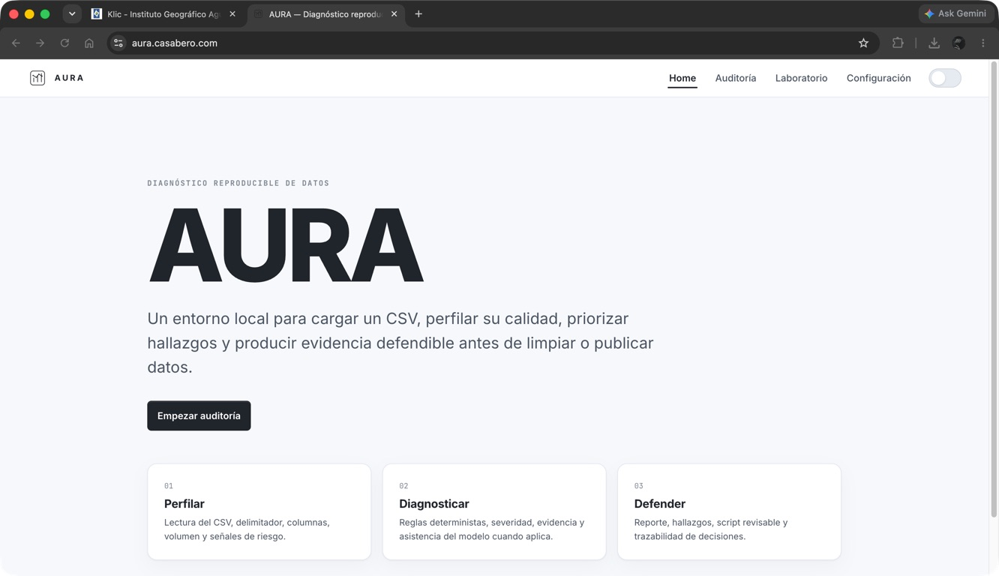 Klic - Instituto Geográfico Ag
AURA — Diagnóstico reprodu
Ask Gemini
aura.casabero.com
AURA
Home
Auditoría
Laboratorio
Configuración
DIAGNÓSTICO REPRODUCIBLE DE DATOS
AURA
Un entorno local para cargar un CSV, perfilar su calidad, priorizar
hallazgos y producir evidencia defendible antes de limpiar o publicar
datos.
Empezar auditoría
01
Perfilar
Lectura del CSV, delimitador, columnas,
volumen y señales de riesgo.
02
Diagnosticar
Reglas deterministas, severidad, evidencia y
asistencia del modelo cuando aplica.
03
Defender
Reporte, hallazgos, script revisable y
trazabilidad de decisiones.